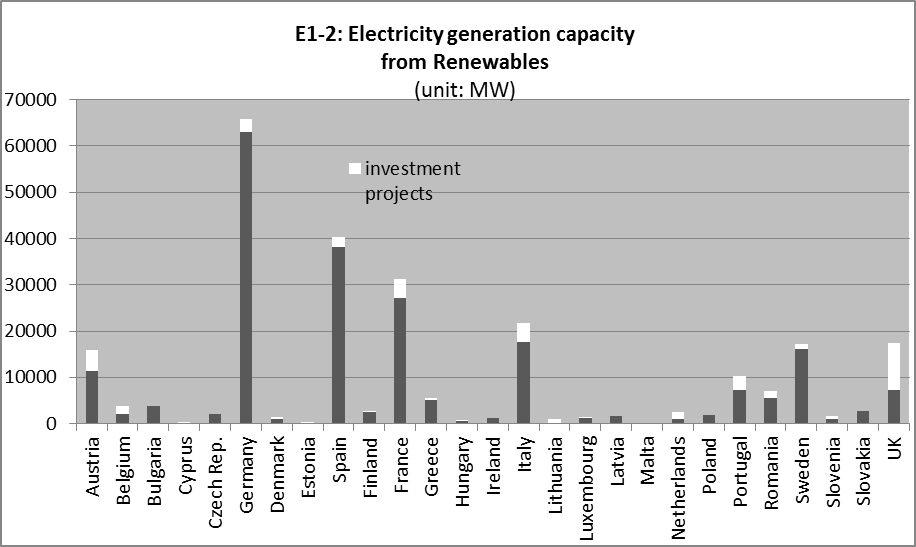 E1-2: Electricity generation capacity
from Renewables
(unit: MW)
70000
60000
50000
40000
30000
20000
10000
0
investment
projects
Austria
Belgium
Bulgaria
Cyprus
Czech Rep.
Germany
Denmark
Estonia
Spain
Finland
France
Greece
Hungary
Ireland
Italy
Lithuania
Luxembourg
Latvia
Malta
Netherlands
Poland
Portugal
Romania
Sweden
Slovenia
Slovakia
UK